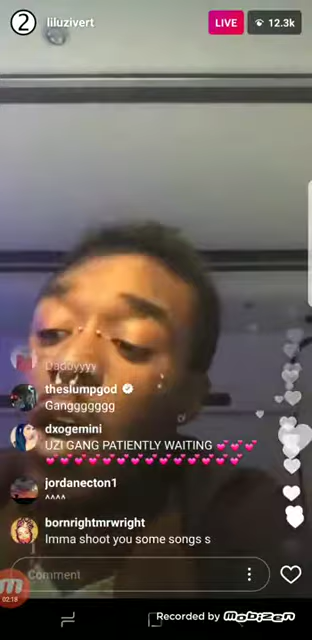 2
liluzivert
LIVE
12.3k
Daddyyyy
theslumpgod
Ganggggggg
dxogemini
UZI GANG PATIENTLY WAITING 💕💕💕
💕💕💕💕💕💕💕💕💕💕💕💕💕
jordanecton1
^^^^
bornrightmrwright
Imma shoot you some songs s
Comment
02:18
Recorded by MOBIZEN